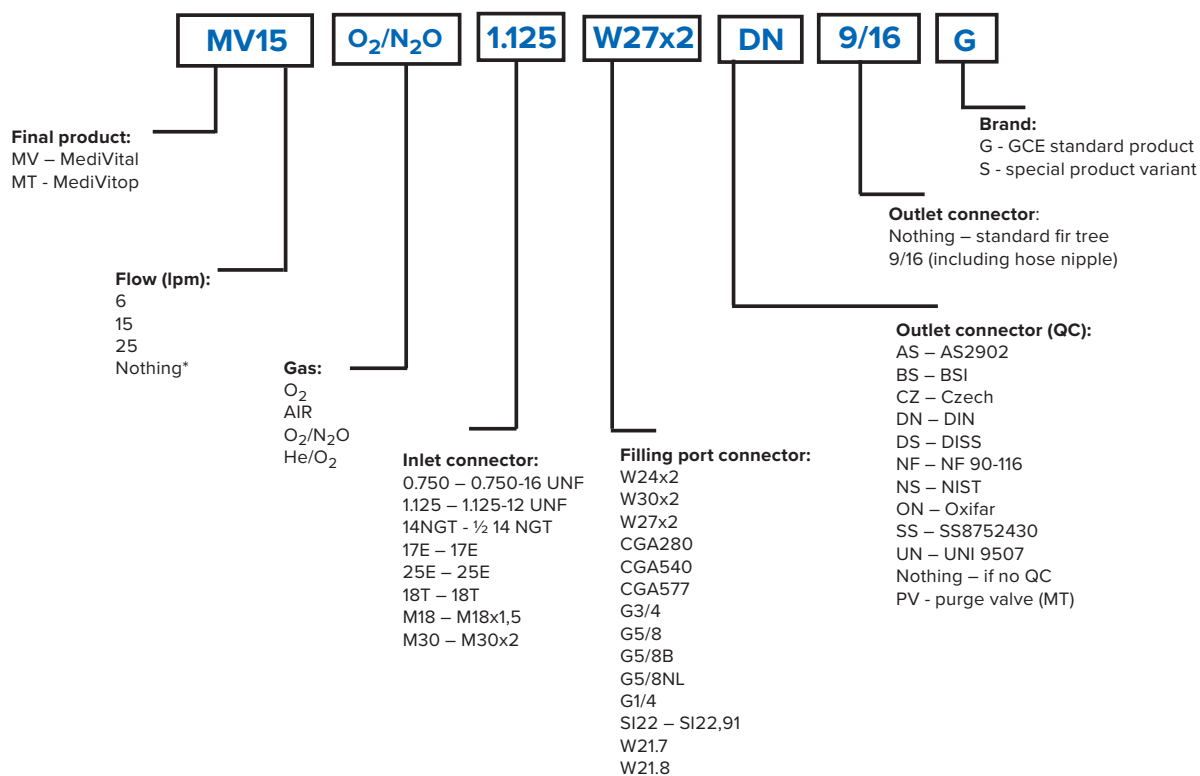 MV15 O₂/N₂O 1.125 W27x2 DN 9/16 G
Final product:
MV – MediVital
MT - MediVitop
Flow (lpm):
6
15
25
Nothing*
Gas:
O₂
AIR
O₂/N₂O
He/O₂
Inlet connector:
0.750 – 0.750-16 UNF
1.125 – 1.125-12 UNF
14NGT - ½ 14 NGT
17E – 17E
25E – 25E
18T – 18T
M18 – M18x1,5
M30 – M30x2
Filling port connector:
W24x2
W30x2
W27x2
CGA280
CGA540
CGA577
G3/4
G5/8
G5/8B
G5/8NL
G1/4
SI22 – SI22,91
W21.7
W21.8
Outlet connector (QC):
AS – AS2902
BS – BSI
CZ – Czech
DN – DIN
DS – DISS
NF – NF 90-116
NS – NIST
ON – Oxifar
SS – SS8752430
UN – UNI 9507
Nothing – if no QC
PV - purge valve (MT)
Outlet connector:
Nothing – standard fir tree
9/16 (including hose nipple)
Brand:
G - GCE standard product
S - special product variant